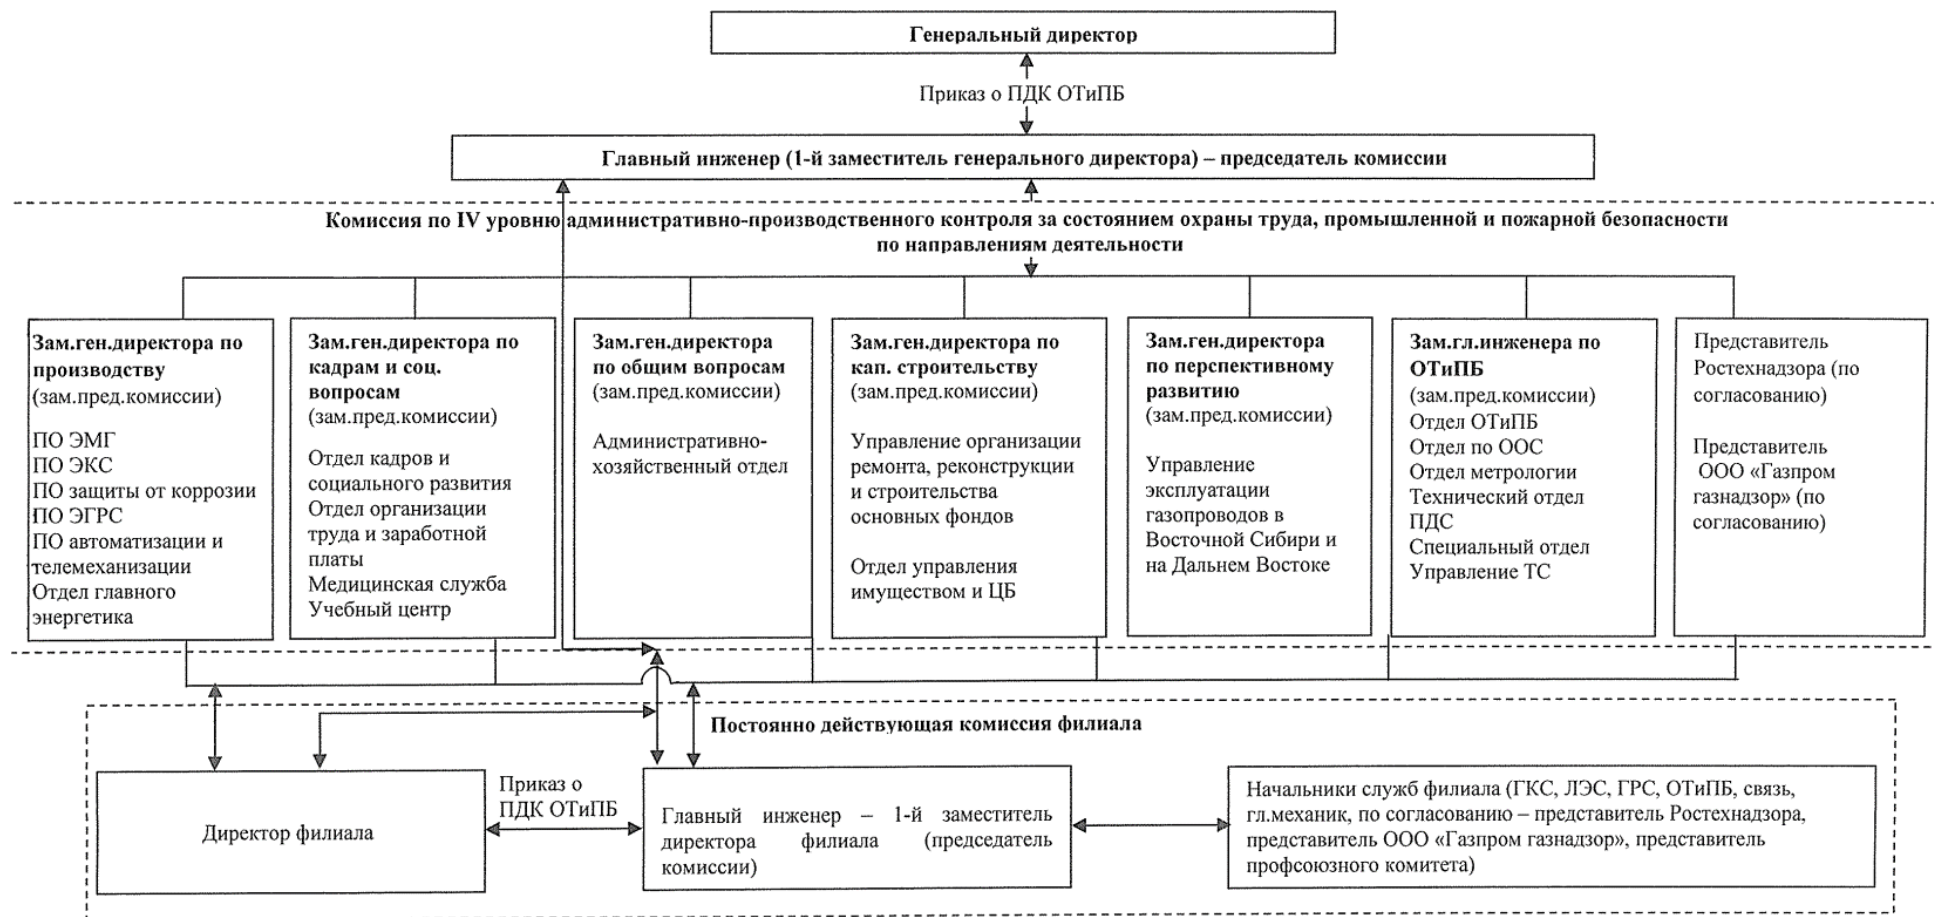 Генеральный директор
Приказ о ПДК ОТиПБ
Главный инженер (1-й заместитель генерального директора) – председатель комиссии
Комиссия по IV уровню административно-производственного контроля за состоянием охраны труда, промышленной и пожарной безопасности
по направлениям деятельности
Зам.ген.директора по
производству
(зам.пред.комиссии)
ПО ЭМГ
ПО ЭКС
ПО защиты от коррозии
ПО ЭГРС
ПО автоматизации и
телемеханизации
Отдел главного
энергетика
Зам.ген.директора по
кадрам и соц.
вопросам
(зам.пред.комиссии)
Отдел кадров и
социального развития
Отдел организации
труда и заработной
платы
Медицинская служба
Учебный центр
Зам.ген.директора
по общим вопросам
(зам.пред.комиссии)
Административно-
хозяйственный отдел
Зам.ген.директора по
кап. строительству
(зам.пред.комиссии)
Управление организации
ремонта, реконструкции
и строительства
основных фондов
Отдел управления
имуществом и ЦБ
Зам.ген.директора
по перспективному
развитию
(зам.пред.комиссии)
Управление
эксплуатации
газопроводов в
Восточной Сибири и
на Дальнем Востоке
Зам.гл.инженера по
ОТиПБ
(зам.пред.комиссии)
Отдел ОТиПБ
Отдел по ООС
Отдел метрологии
Технический отдел
ПДС
Специальный отдел
Управление ТС
Представитель
Ростехнадзора (по
согласованию)
Представитель
ООО «Газпром
газнадзор» (по
согласованию)
Постоянно действующая комиссия филиала
Директор филиала
Приказ о
ПДК ОТиПБ
Главный инженер – 1-й заместитель
директора филиала (председатель
комиссии)
Начальники служб филиала (ГКС, ЛЭС, ГРС, ОТиПБ, связь,
гл.механик, по согласованию – представитель Ростехнадзора,
представитель ООО «Газпром газнадзор», представитель
профсоюзного комитета)